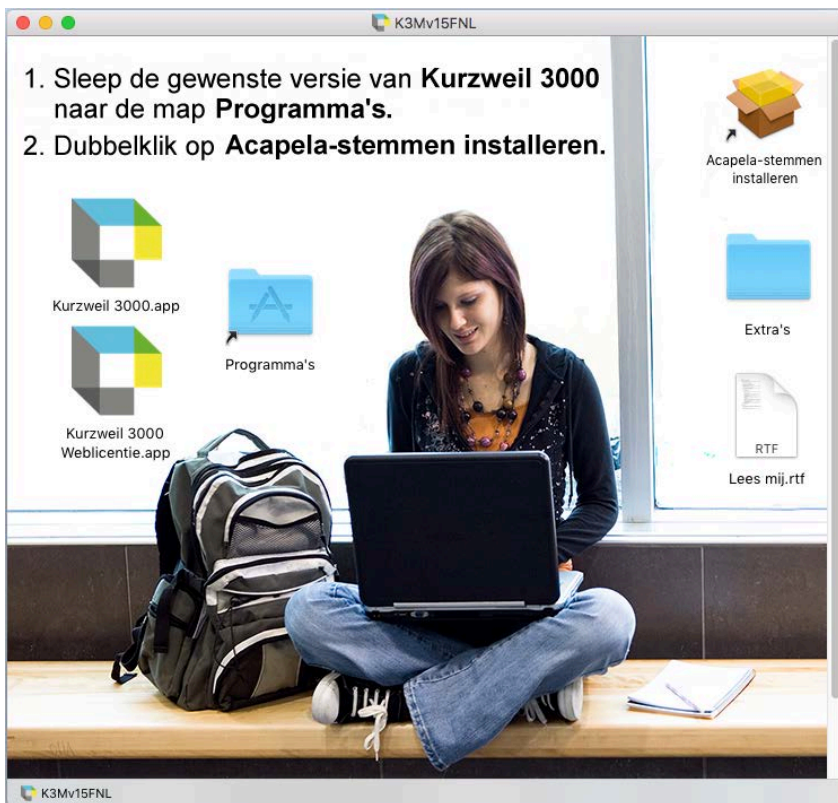 K3Mv15FNL
1. Sleep de gewenste versie van Kurzweil 3000
naar de map Programma's.
2. Dubbelklik op Acapela-stemmen installeren.
Acapela-stemmen
installeren
Kurzweil 3000.app
Programma's
Extra's
Kurzweil 3000
Weblicentie.app
RTF
Lees mij.rtf
K3Mv15FNL